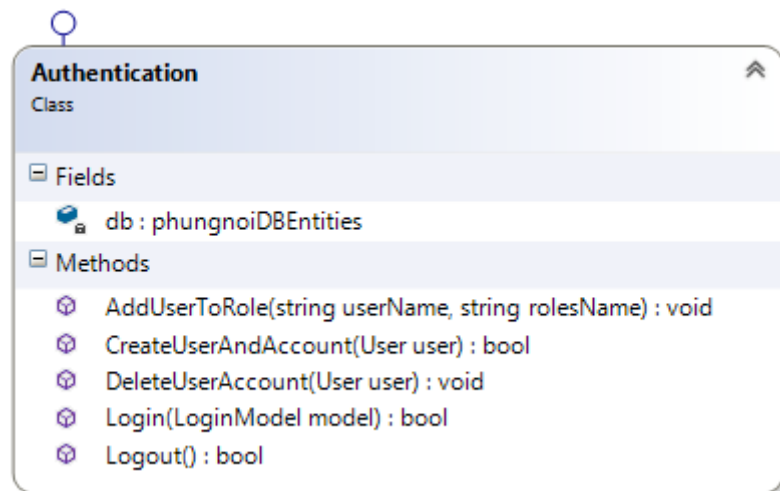 Authentication
Class
Fields
db : phungnoiDBEntities
Methods
AddUserToRole(string userName, string rolesName) : void
CreateUserAndAccount(User user) : bool
DeleteUserAccount(User user) : void
Login(LoginModel model) : bool
Logout() : bool